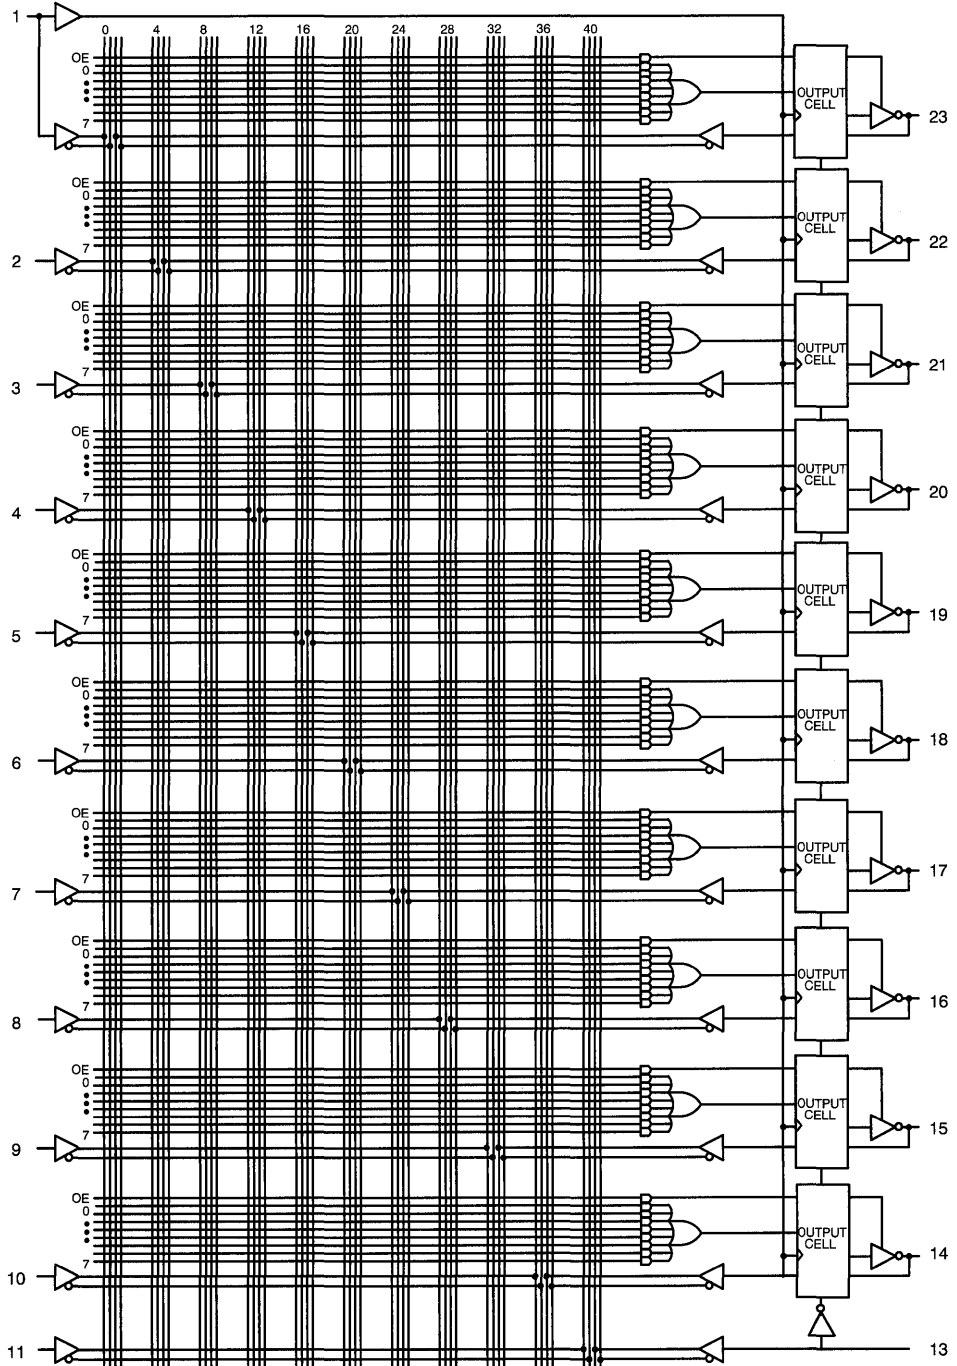 1
0 4 8 12 16 20 24 28 32 36 40
OE
0
7
OUTPUT
CELL
23
OE
0
7
OUTPUT
CELL
2
22
OE
0
7
OUTPUT
CELL
3
21
OE
0
7
OUTPUT
CELL
4
20
OE
0
7
OUTPUT
CELL
5
19
OE
0
7
OUTPUT
CELL
6
18
OE
0
7
OUTPUT
CELL
7
17
OE
0
7
OUTPUT
CELL
8
16
OE
0
7
OUTPUT
CELL
9
15
OE
0
7
OUTPUT
CELL
10
14
11
13